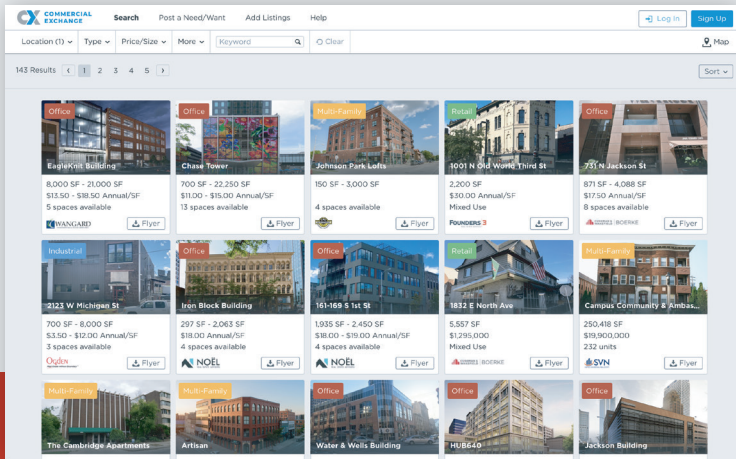 CX COMMERCIAL EXCHANGE
Search Post a Need/Want Add Listings Help
Log In Sign Up
Location (1) Type Price/Size More Keyword Clear
Map
143 Results 1 2 3 4 5
Sort
Office
EagleKnit Building
8,000 SF - 21,000 SF
$13.50 - $18.50 Annual/SF
5 spaces available
WANGARD
Flyer
Office
Chase Tower
700 SF - 22,250 SF
$11.00 - $15.00 Annual/SF
13 spaces available
Flyer
Multi-Family
Johnson Park Lofts
150 SF - 3,000 SF
4 spaces available
Flyer
Retail
1001 N Old World Third St
2,200 SF
$30.00 Annual/SF
Mixed Use
FOUNDERS 3
Flyer
Office
731 N Jackson St
871 SF - 4,088 SF
$17.50 Annual/SF
8 spaces available
BOERKE
Flyer
Industrial
2123 W Michigan St
700 SF - 8,000 SF
$3.50 - $12.00 Annual/SF
3 spaces available
Ogden
Flyer
Office
Iron Block Building
297 SF - 2,063 SF
$18.00 Annual/SF
4 spaces available
NOËL
Flyer
Office
161-169 S 1st St
1,935 SF - 2,450 SF
$18.00 - $19.00 Annual/SF
4 spaces available
NOËL
Flyer
Retail
1832 E North Ave
5,557 SF
$1,295,000
Mixed Use
BOERKE
Flyer
Multi-Family
Campus Community & Ambas...
250,418 SF
$19,900,000
232 units
SVN
Flyer
Multi-Family
The Cambridge Apartments
Multi-Family
Artisan
Office
Water & Wells Building
Office
HUB640
Office
Jackson Building